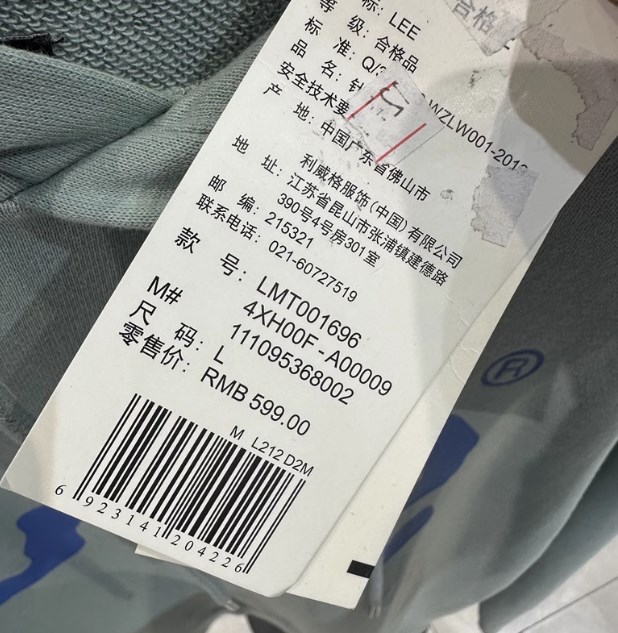 标: LEE
等 级: 合格品
合格
标 准: Q/ WZLW001-201
品 名: 针
安全技术要
产 地: 中国广东省佛山市
地 址: 利威格服饰(中国)有限公司
江苏省昆山市张浦镇建德路
390号4号房301室
邮 编: 215321
联系电话: 021-60727519
款 号: LMT001696
4XH00F-A00009
M# 111095368002
尺 码: L
零售价: RMB 599.00
M L212 D2M
6 923141 204226
®